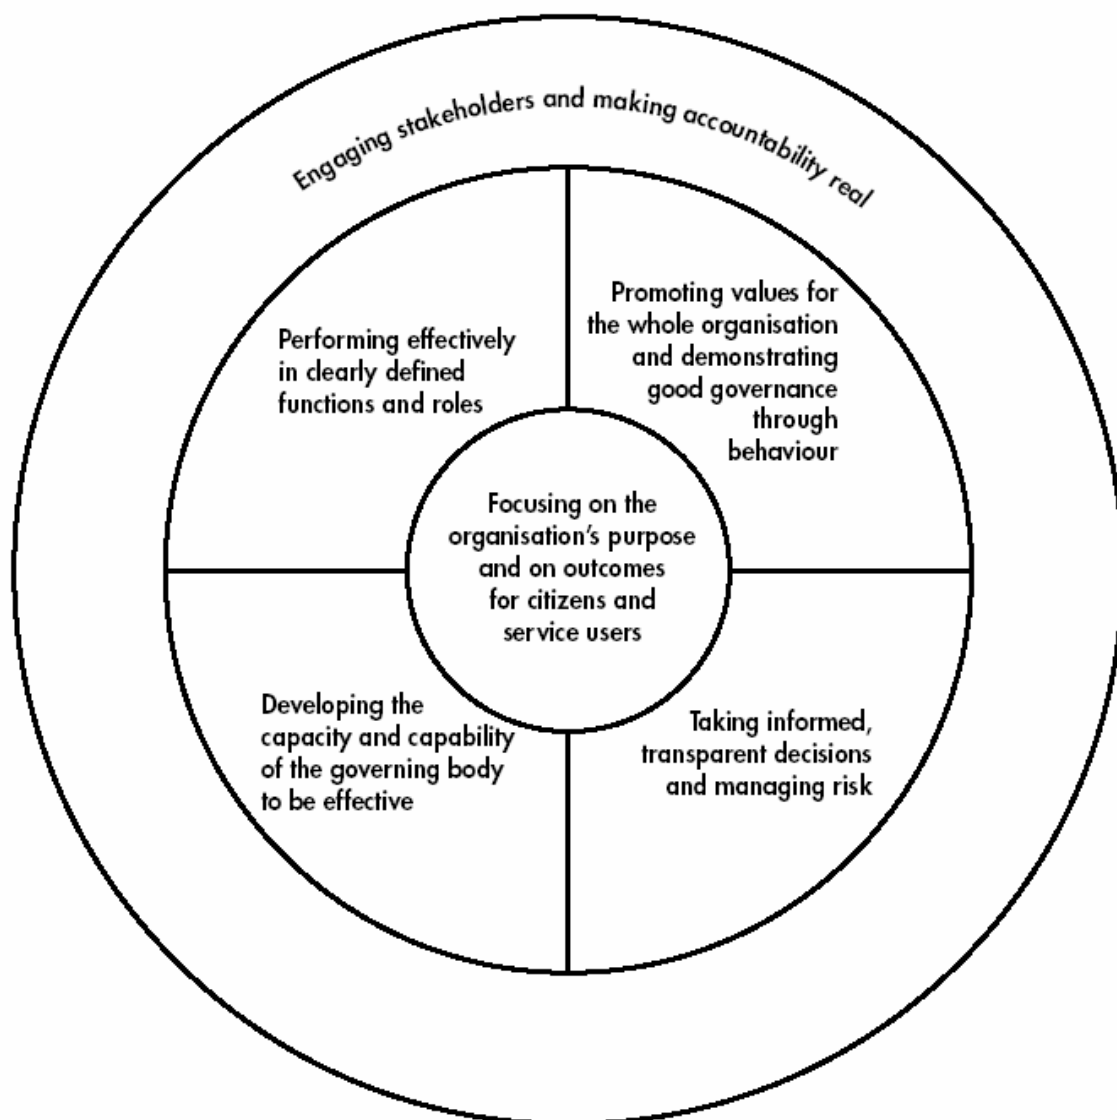 Engaging stakeholders and making accountability real
Performing effectively
in clearly defined
functions and roles
Promoting values for
the whole organisation
and demonstrating
good governance
through
behaviour
Focusing on the
organisation's purpose
and on outcomes
for citizens and
service users
Developing the
capacity and capability
of the governing body
to be effective
Taking informed,
transparent decisions
and managing risk